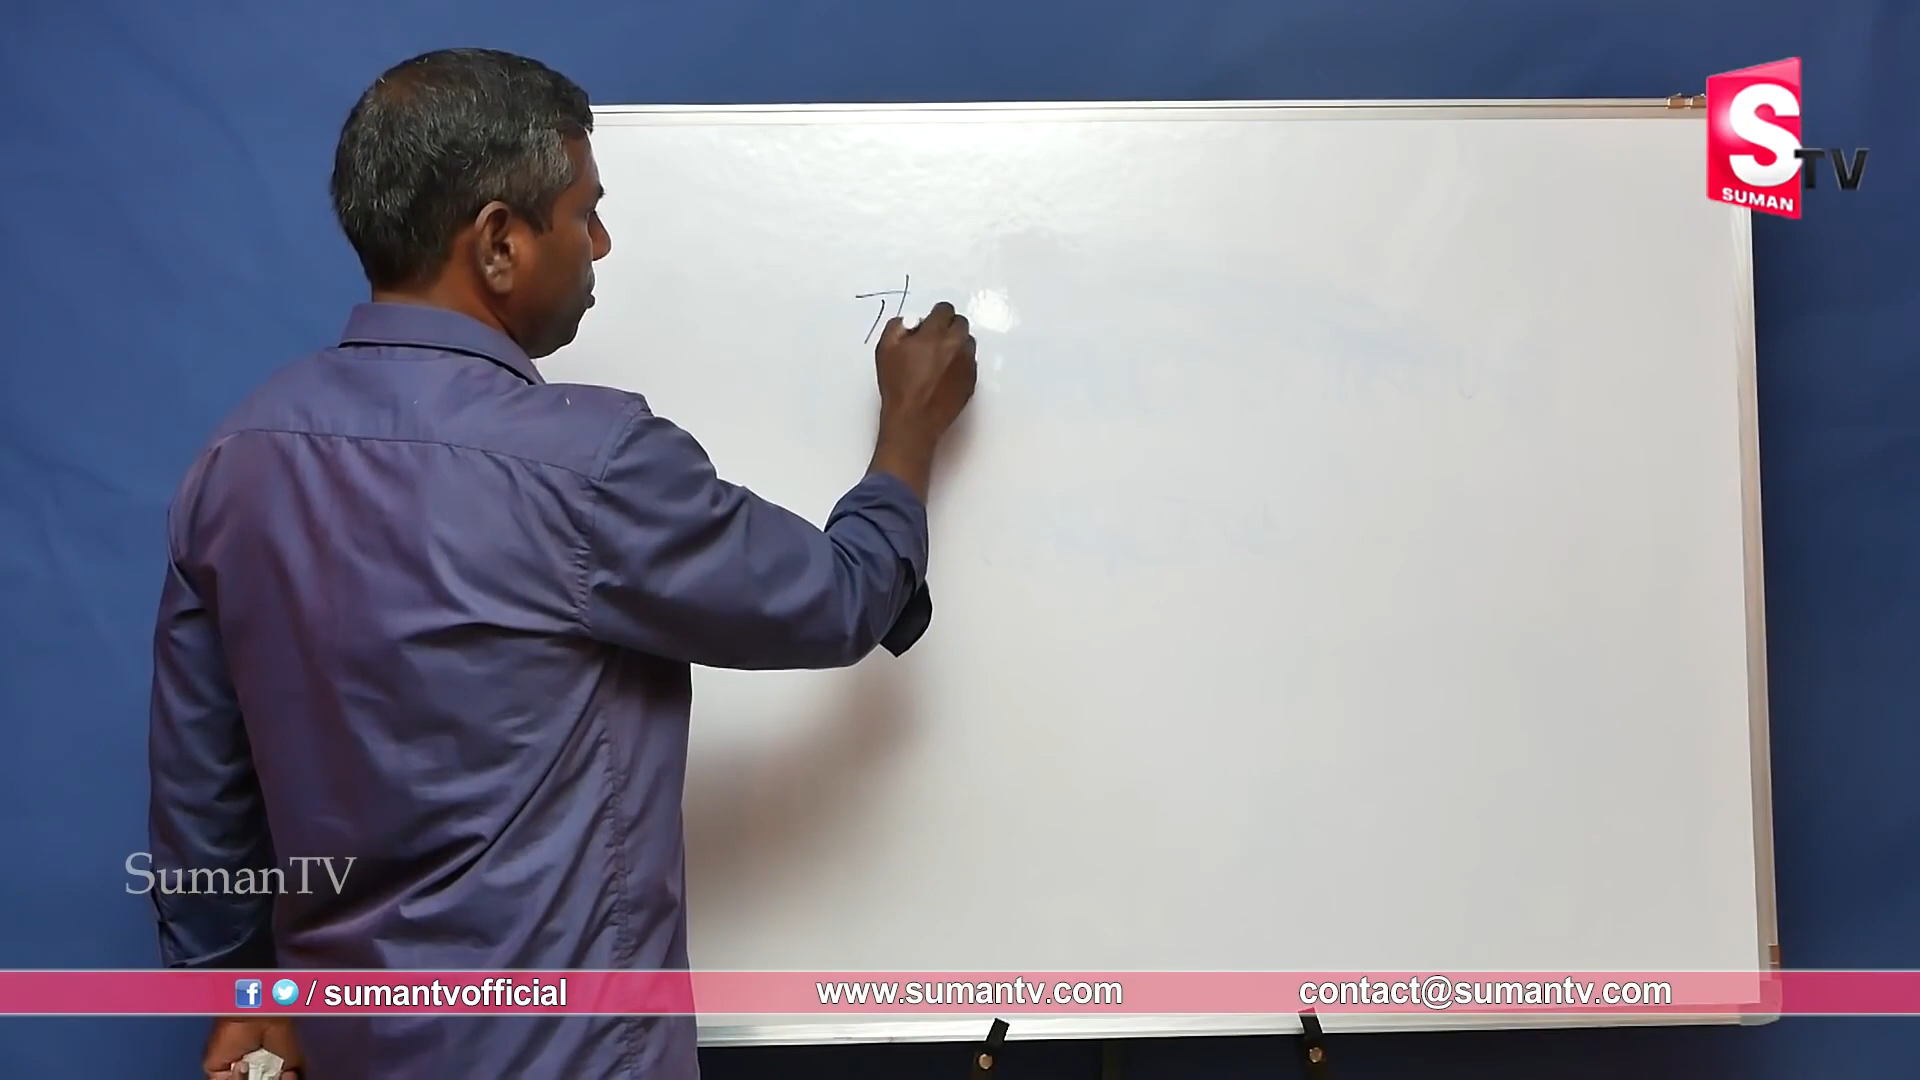 S
TV
SUMAN
SumanTV
/ sumantvofficial
www.sumantv.com
contact@sumantv.com